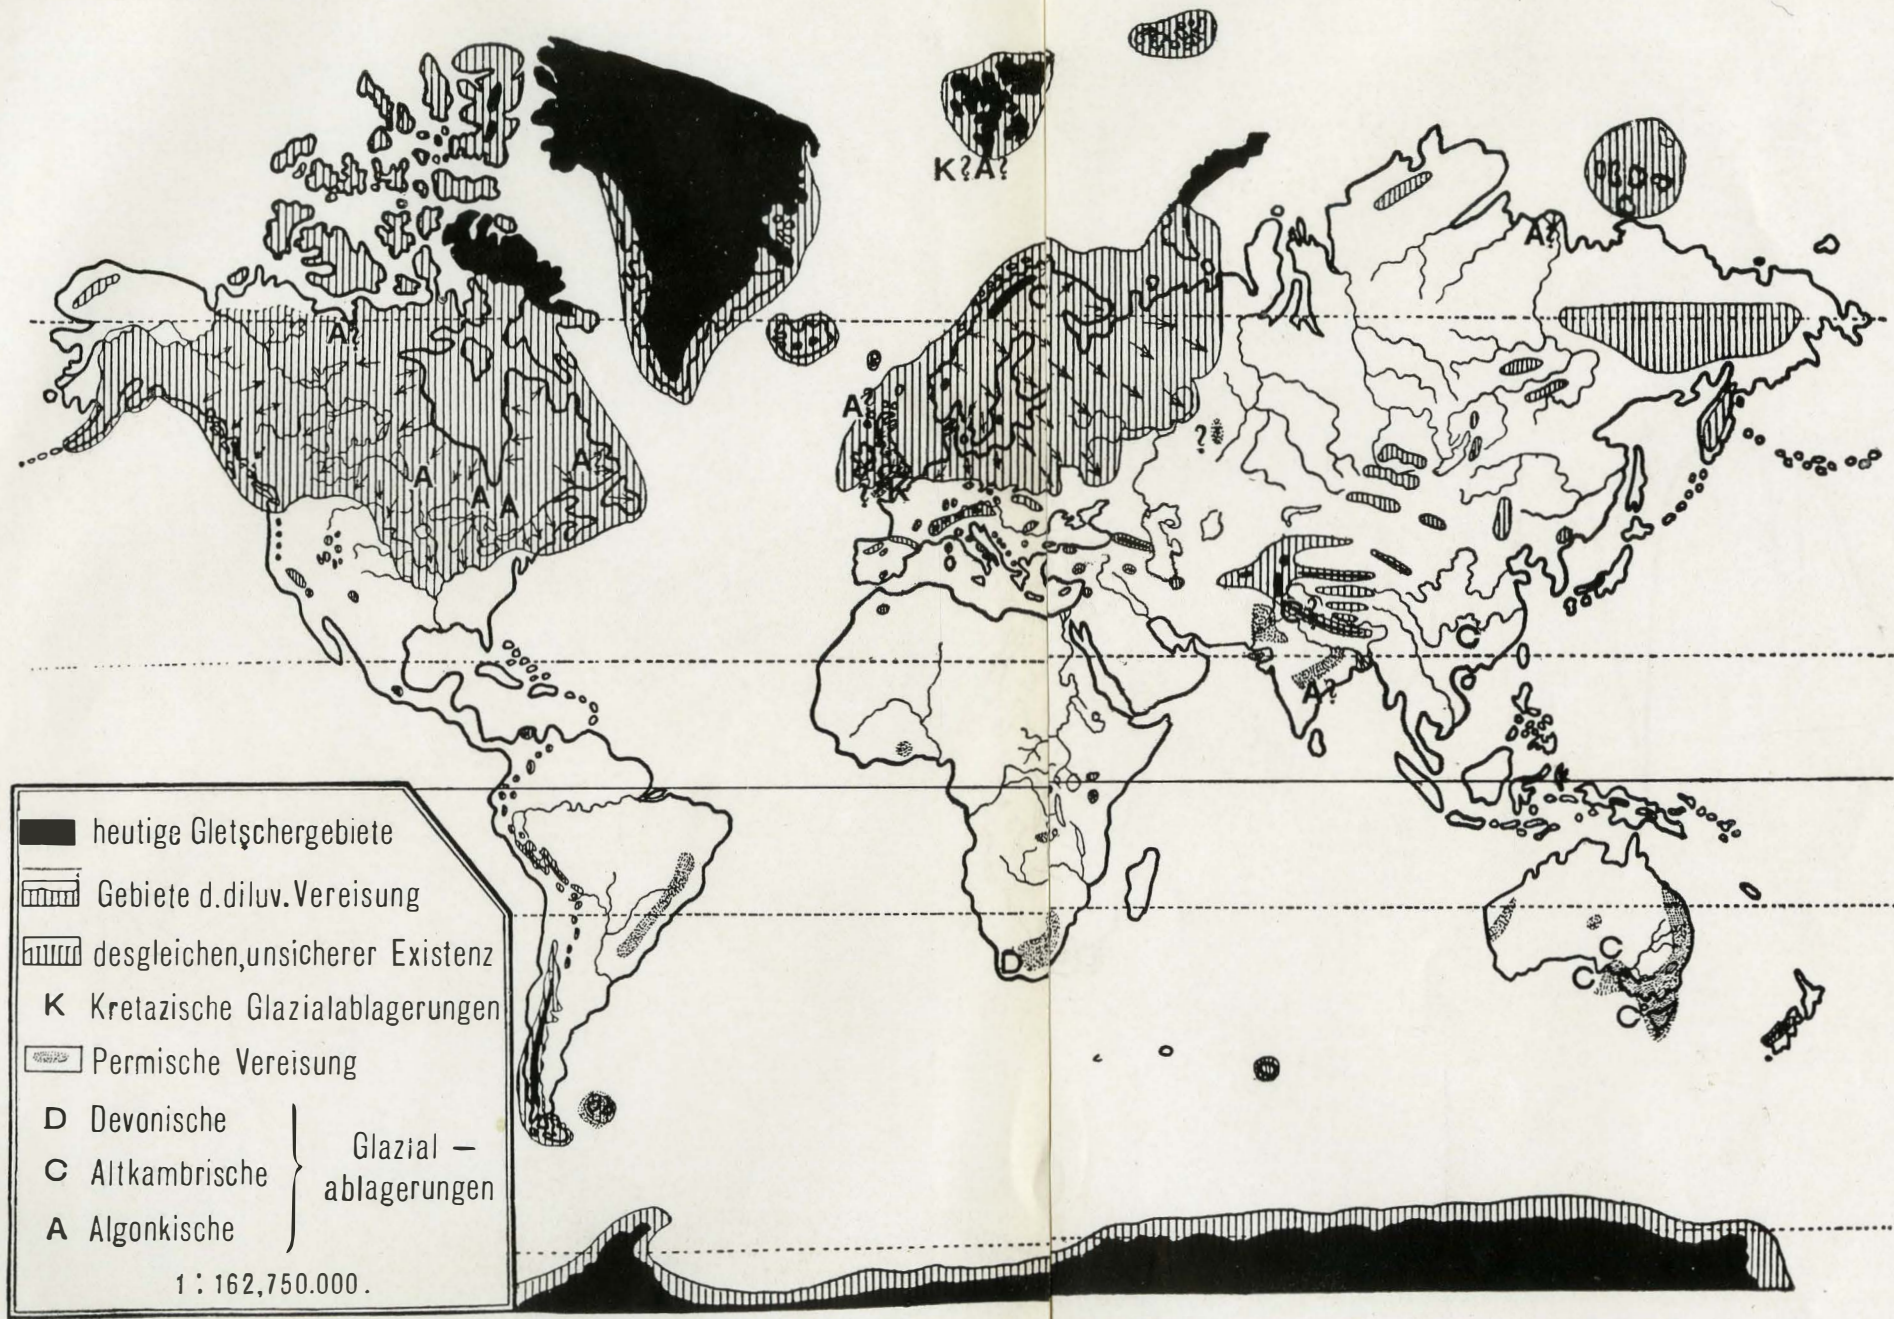 K?A?
A?
A?
A?
?
K
?
A
A
A
A
C
C
A?
C
D
C
C
C
heutige Gletschergebiete
Gebiete d.diluv.Vereisung
desgleichen,unsicherer Existenz
K Kretazische Glazialablagerungen
Permische Vereisung
D Devonische
C Altkambrische
A Algonkische
Glazial —
ablagerungen
1 : 162,750.000.